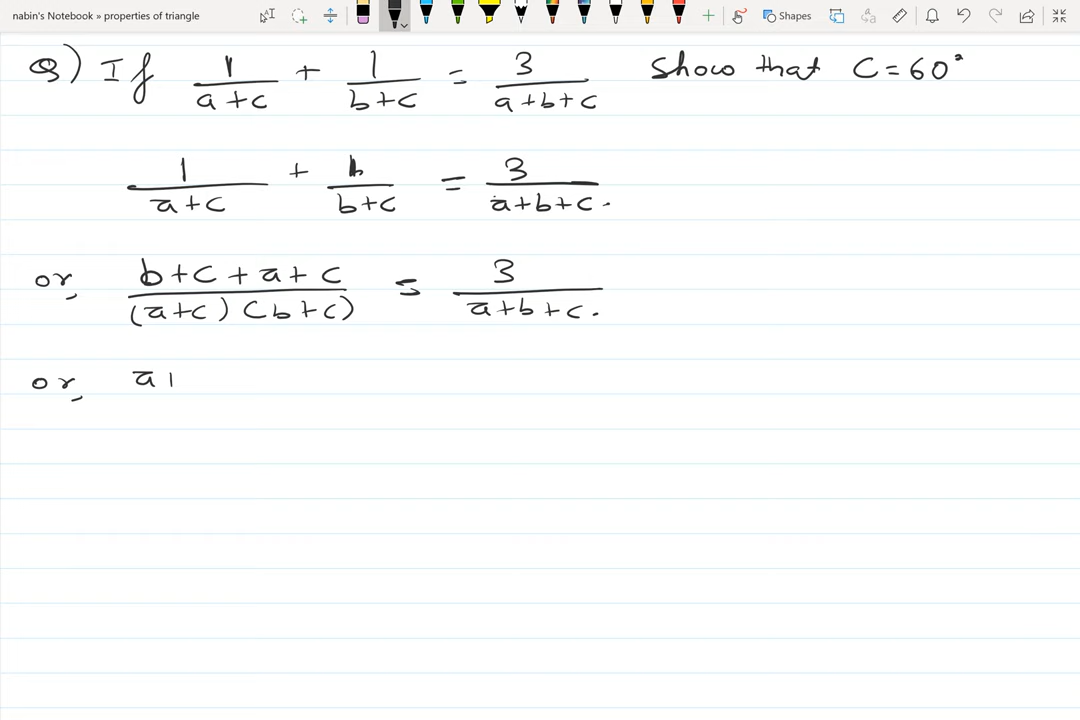 nabin's Notebook » properties of triangle Shapes
Q) If 1/(a+c) + 1/(b+c) = 3/(a+b+c) Show that C = 60°
1/(a+c) + 1/(b+c) = 3/(a+b+c).
or, (b+c+a+c)/((a+c)(b+c)) = 3/(a+b+c).
or, a